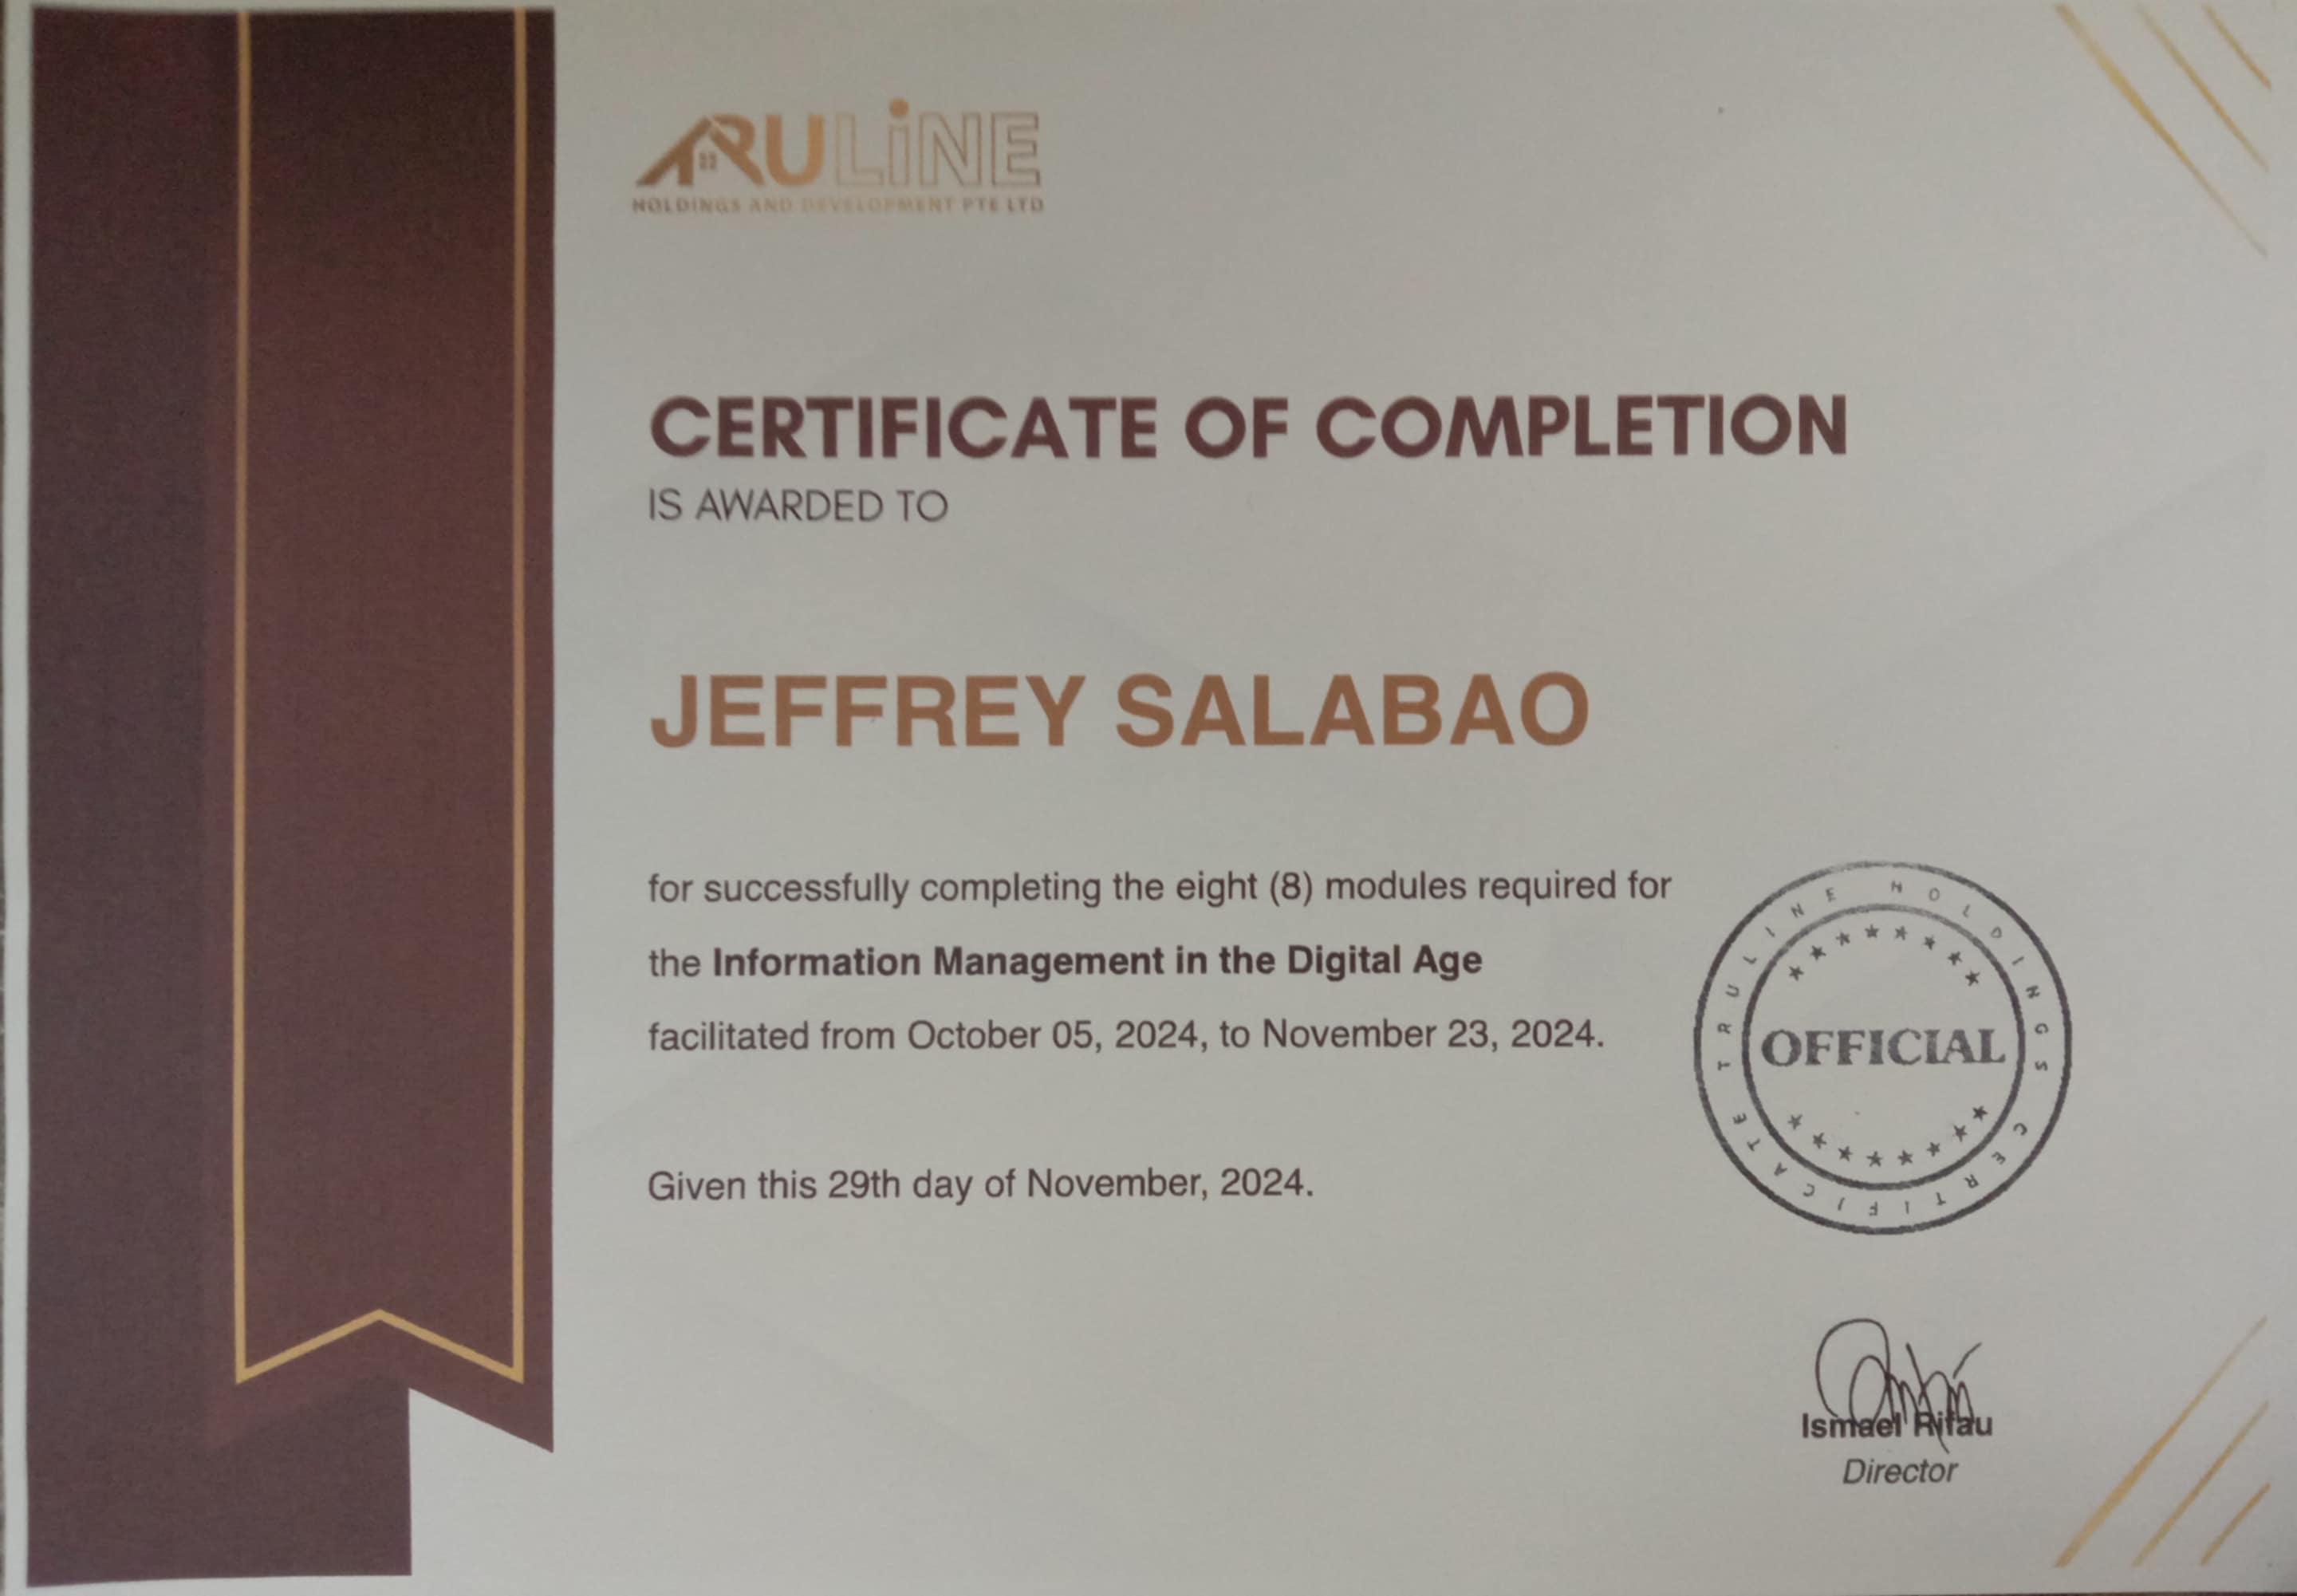 TRULiNE
HOLDINGS AND DEVELOPMENT PTE LTD
CERTIFICATE OF COMPLETION
IS AWARDED TO
JEFFREY SALABAO
for successfully completing the eight (8) modules required for
the Information Management in the Digital Age
facilitated from October 05, 2024, to November 23, 2024.
Given this 29th day of November, 2024.
TRULINE HOLDINGS CERTIFICATE
OFFICIAL
Ismael Rifau
Director